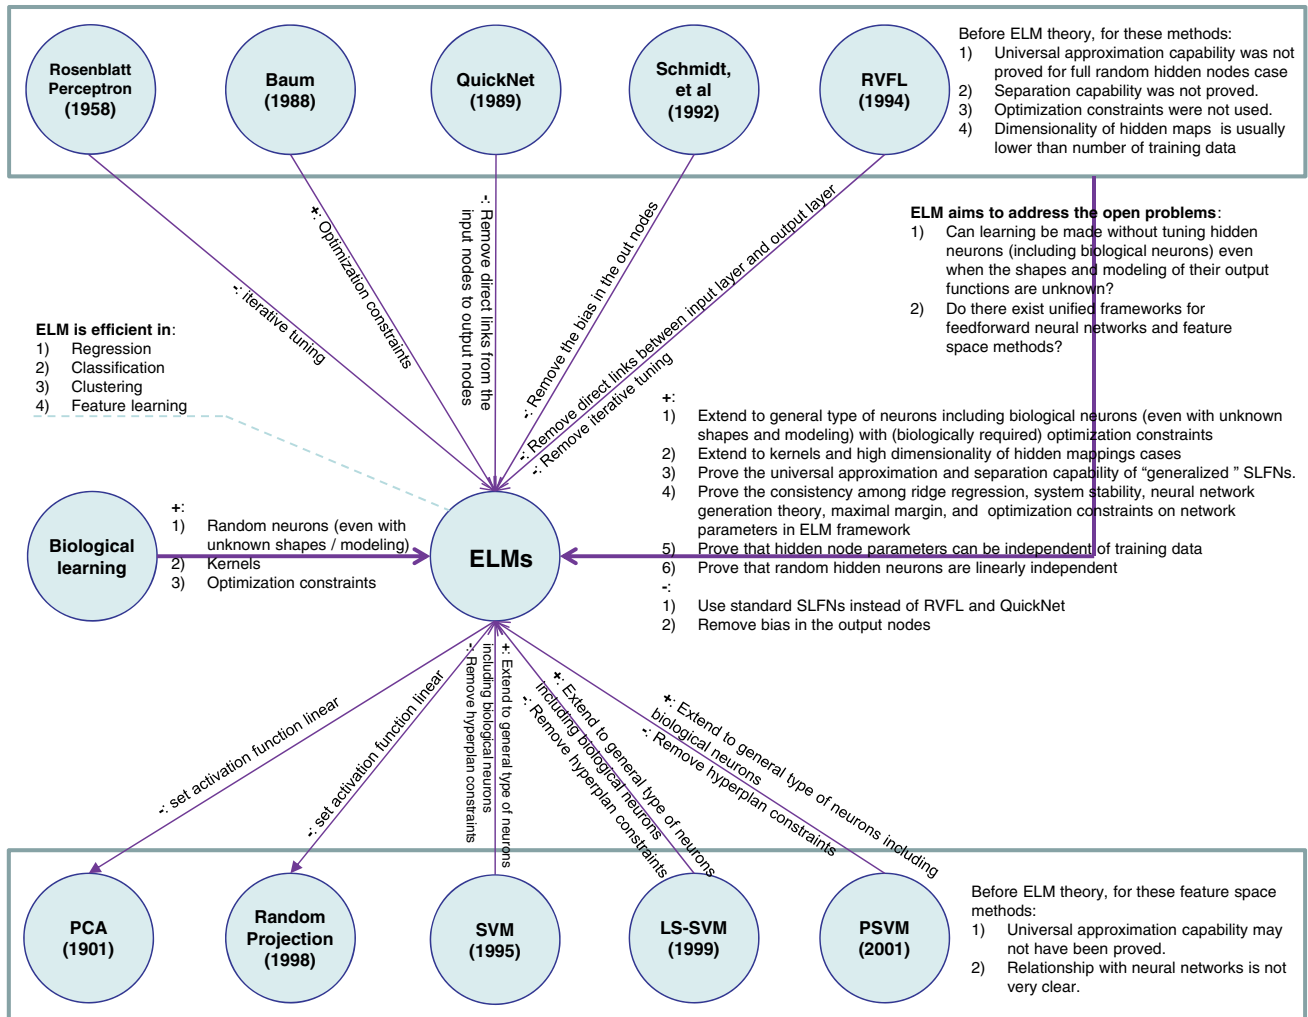 Rosenblatt
Perceptron
(1958)
Baum
(1988)
QuickNet
(1989)
Schmidt,
et al
(1992)
RVFL
(1994)
Before ELM theory, for these methods:
1) Universal approximation capability was not
proved for full random hidden nodes case
2) Separation capability was not proved.
3) Optimization constraints were not used.
4) Dimensionality of hidden maps is usually
lower than number of training data
-: iterative tuning
+: Optimization constraints
-: Remove direct links from the
input nodes to output nodes
-: Remove the bias in the out nodes
-: Remove direct links between input layer and output layer
-: Remove iterative tuning
ELM aims to address the open problems:
1) Can learning be made without tuning hidden
neurons (including biological neurons) even
when the shapes and modeling of their output
functions are unknown?
2) Do there exist unified frameworks for
feedforward neural networks and feature
space methods?
ELM is efficient in:
1) Regression
2) Classification
3) Clustering
4) Feature learning
+:
1) Extend to general type of neurons including biological neurons (even with unknown
shapes and modeling) with (biologically required) optimization constraints
2) Extend to kernels and high dimensionality of hidden mappings cases
3) Prove the universal approximation and separation capability of “generalized ” SLFNs.
4) Prove the consistency among ridge regression, system stability, neural network
generation theory, maximal margin, and optimization constraints on network
parameters in ELM framework
5) Prove that hidden node parameters can be independent of training data
6) Prove that random hidden neurons are linearly independent
-:
1) Use standard SLFNs instead of RVFL and QuickNet
2) Remove bias in the output nodes
Biological
learning
+:
1) Random neurons (even with
unknown shapes / modeling)
2) Kernels
3) Optimization constraints
ELMs
-: set activation function linear
-: set activation function linear
+: Extend to general type of neurons
including biological neurons
-: Remove hyperplan constraints
+: Extend to general type of neurons
including biological neurons
-: Remove hyperplan constraints
+: Extend to general type of neurons including
biological neurons
-: Remove hyperplan constraints
PCA
(1901)
Random
Projection
(1998)
SVM
(1995)
LS-SVM
(1999)
PSVM
(2001)
Before ELM theory, for these feature space
methods:
1) Universal approximation capability may
not have been proved.
2) Relationship with neural networks is not
very clear.